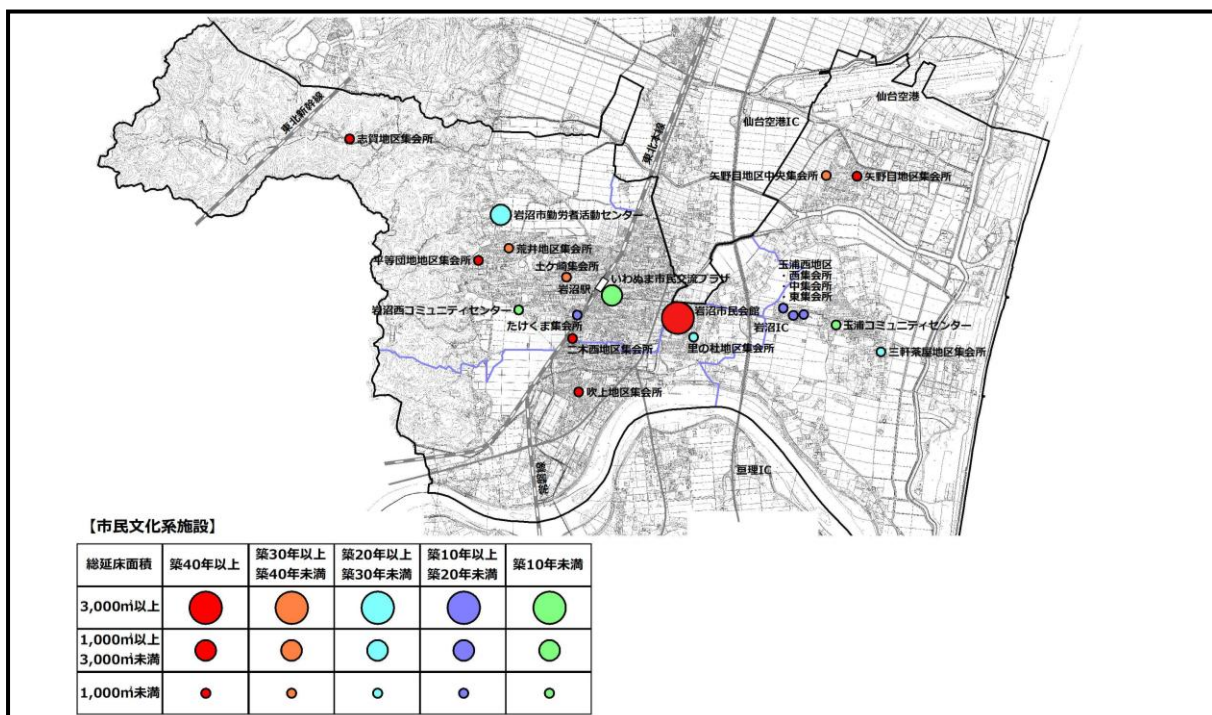 仙台空港
東北新幹線
仙台空港IC
東北本線
志賀地区集会所
矢野目地区中央集会所
矢野目地区集会所
岩沼市勤労者活動センター
荒井地区集会所
平等団地地区集会所
土ケ崎集会所
いわぬま市民交流プラザ
岩沼駅
玉浦西地区
・西集会所
・中集会所
・東集会所
岩沼西コミュニティセンター
岩沼市民会館
たけくま集会所
岩沼IC
玉浦コミュニティセンター
二木西地区集会所
里の杜地区集会所
三軒茶屋地区集会所
吹上地区集会所
常磐線
亘理IC
【市民文化系施設】
総延床面積 築40年以上 築30年以上 築40年未満 築20年以上 築30年未満 築10年以上 築20年未満 築10年未満
3,000㎡以上
1,000㎡以上
3,000㎡未満
1,000㎡未満